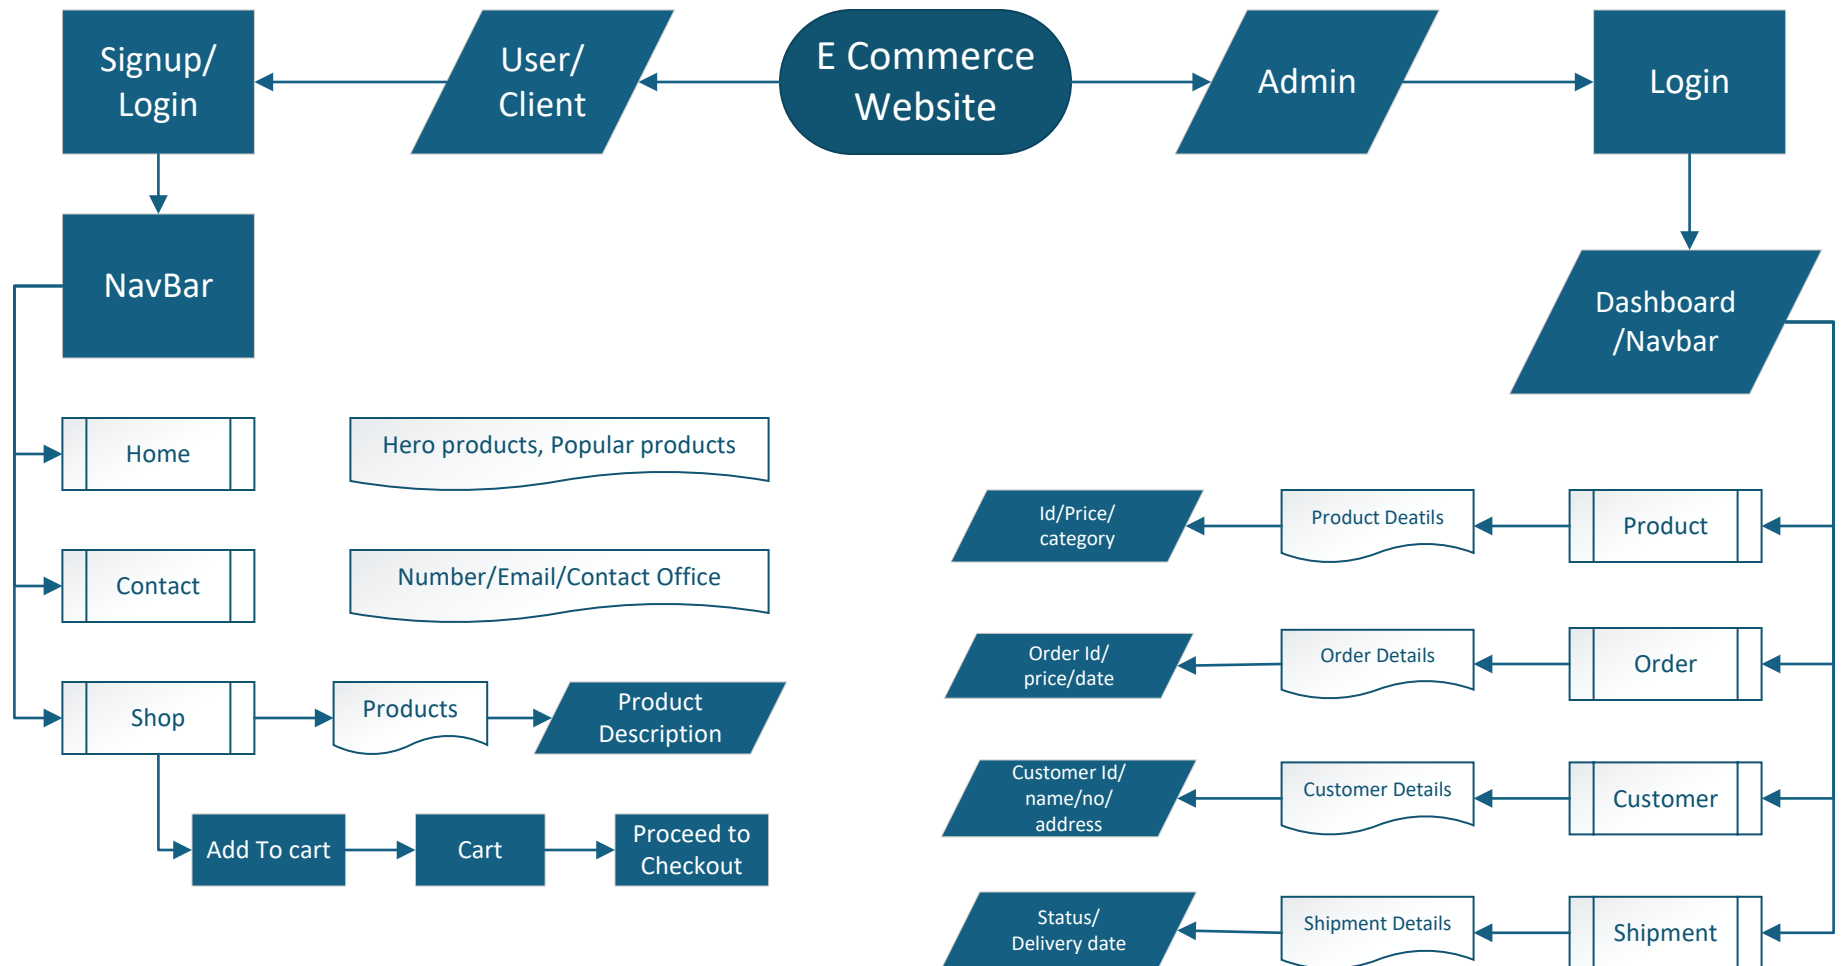 Signup/
Login
User/
Client
E Commerce
Website
Admin
Login
NavBar
Dashboard
/Navbar
Home
Hero products, Popular products
Contact
Number/Email/Contact Office
Shop
Products
Product
Description
Add To cart
Cart
Proceed to
Checkout
Id/Price/
category
Product Deatils
Product
Order Id/
price/date
Order Details
Order
Customer Id/
name/no/
address
Customer Details
Customer
Status/
Delivery date
Shipment Details
Shipment